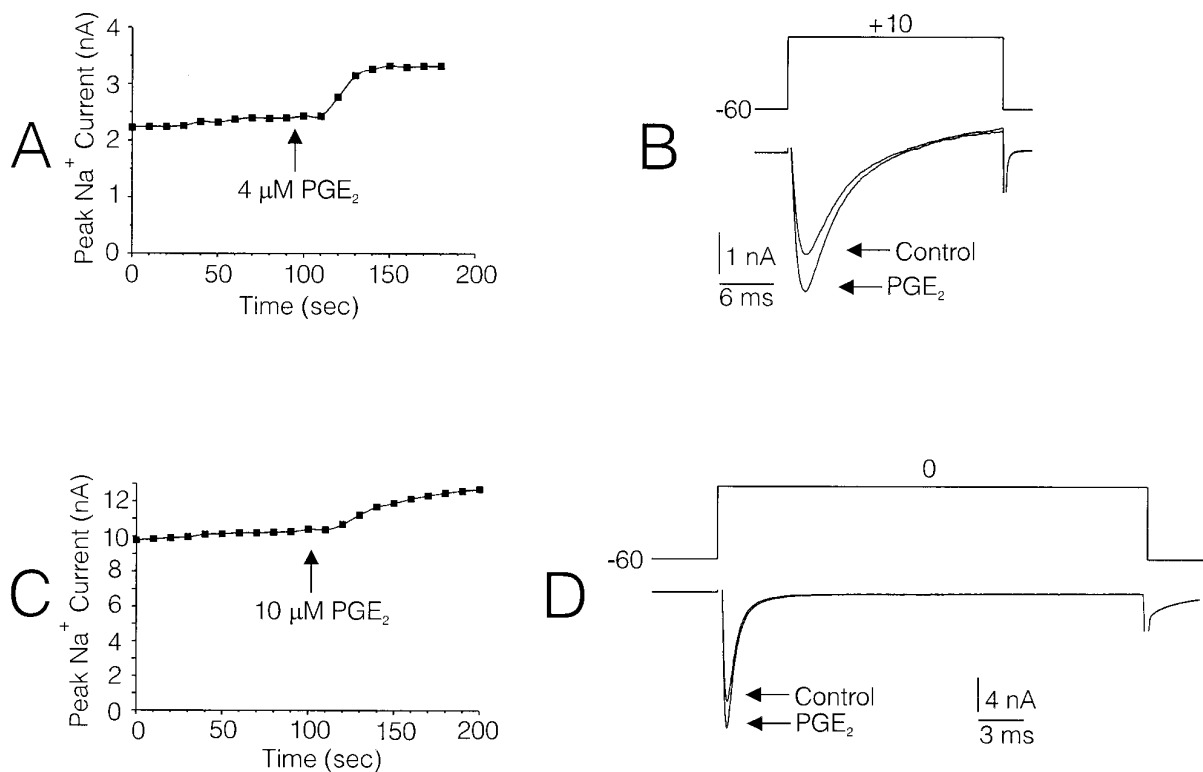 A
Peak Na⁺ Current (nA)
4
3
2
1
0
4 μM PGE₂
0 50 100 150 200
Time (sec)
B
+10
-60
Control
PGE₂
1 nA
6 ms
C
Peak Na⁺ Current (nA)
12
10
8
6
4
2
0
10 μM PGE₂
0 50 100 150 200
Time (sec)
D
0
-60
Control
PGE₂
4 nA
3 ms